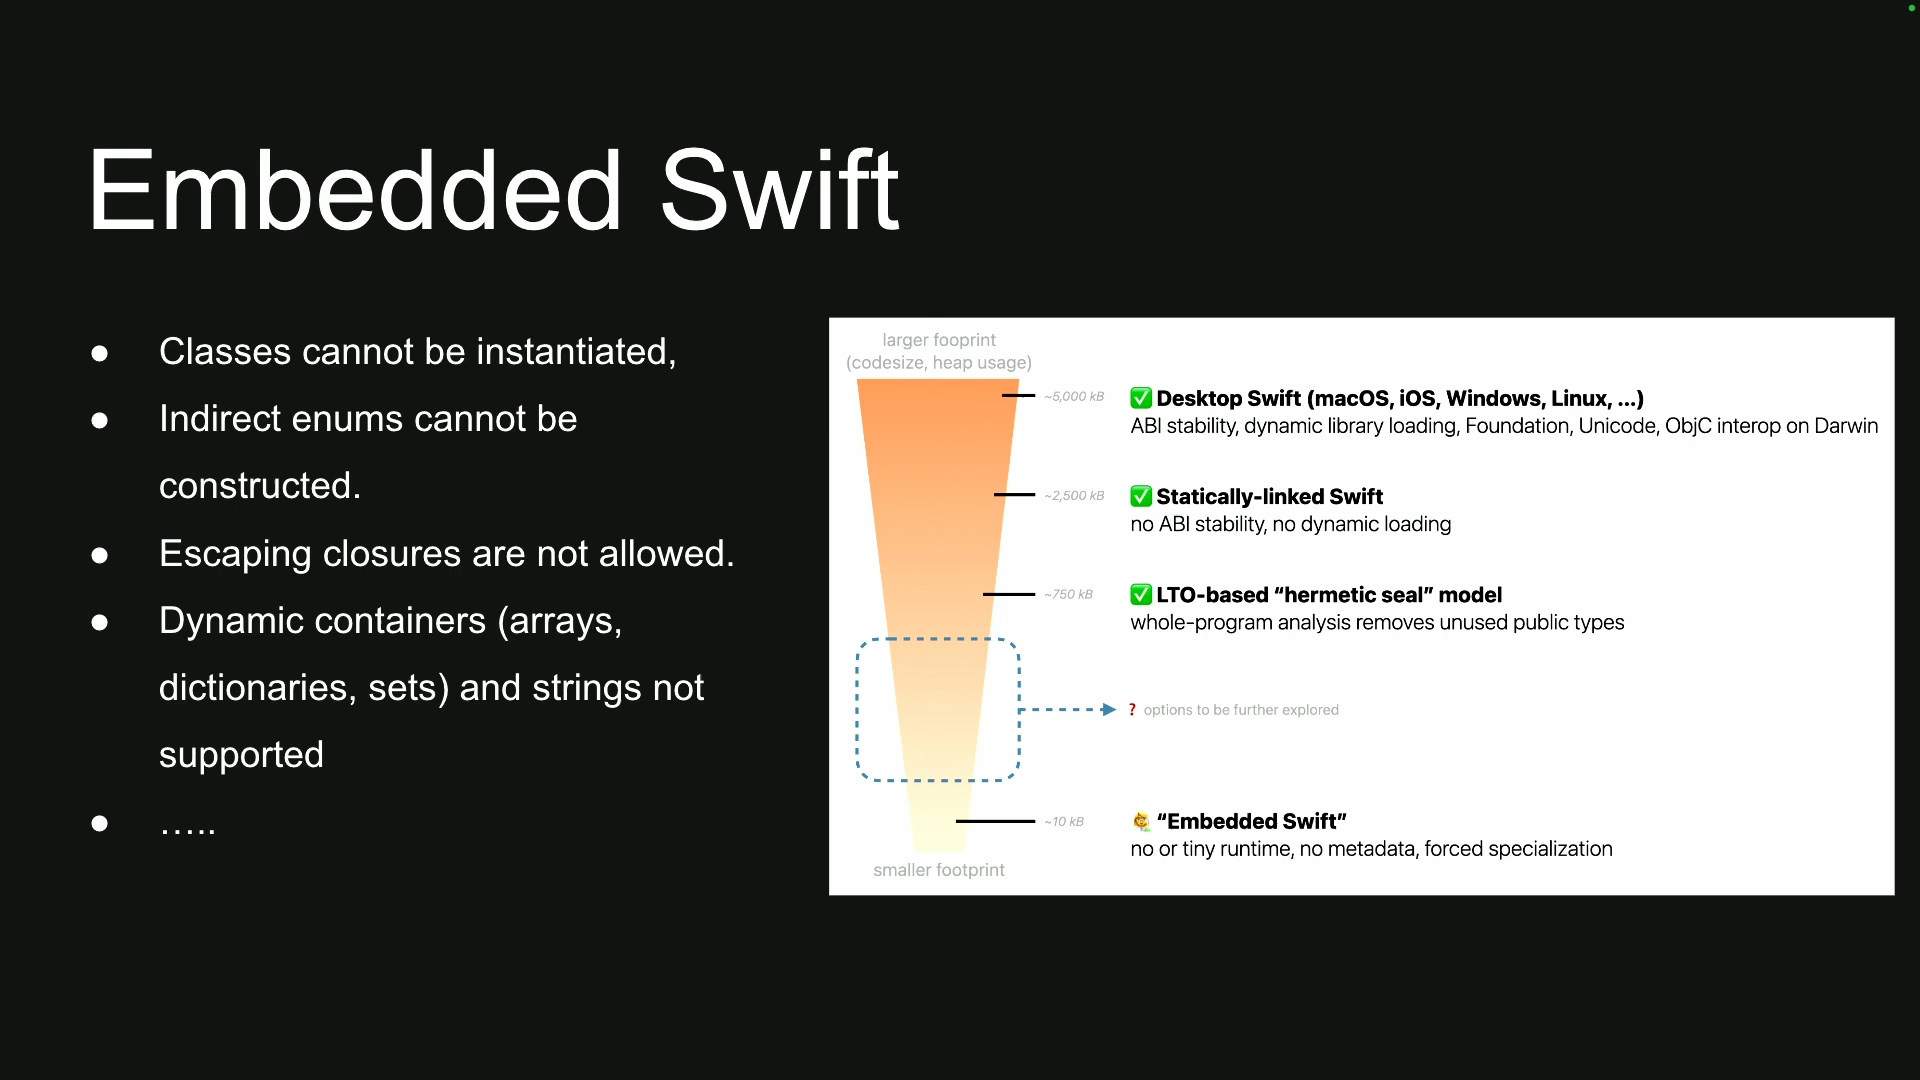 Embedded Swift
● Classes cannot be instantiated,
● Indirect enums cannot be
constructed.
● Escaping closures are not allowed.
● Dynamic containers (arrays,
dictionaries, sets) and strings not
supported
● …..
larger fooprint
(codesize, heap usage)
~5,000 kB
✅ Desktop Swift (macOS, iOS, Windows, Linux, ...)
ABI stability, dynamic library loading, Foundation, Unicode, ObjC interop on Darwin
~2,500 kB
✅ Statically-linked Swift
no ABI stability, no dynamic loading
~750 kB
✅ LTO-based “hermetic seal” model
whole-program analysis removes unused public types
? options to be further explored
~10 kB
“Embedded Swift”
no or tiny runtime, no metadata, forced specialization
smaller footprint